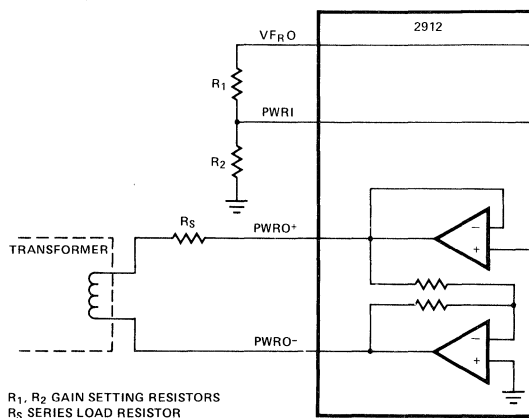 2912
VFRO
R1
PWRI
R2
RS
PWRO+
TRANSFORMER
PWRO-
R1, R2 GAIN SETTING RESISTORS
RS SERIES LOAD RESISTOR